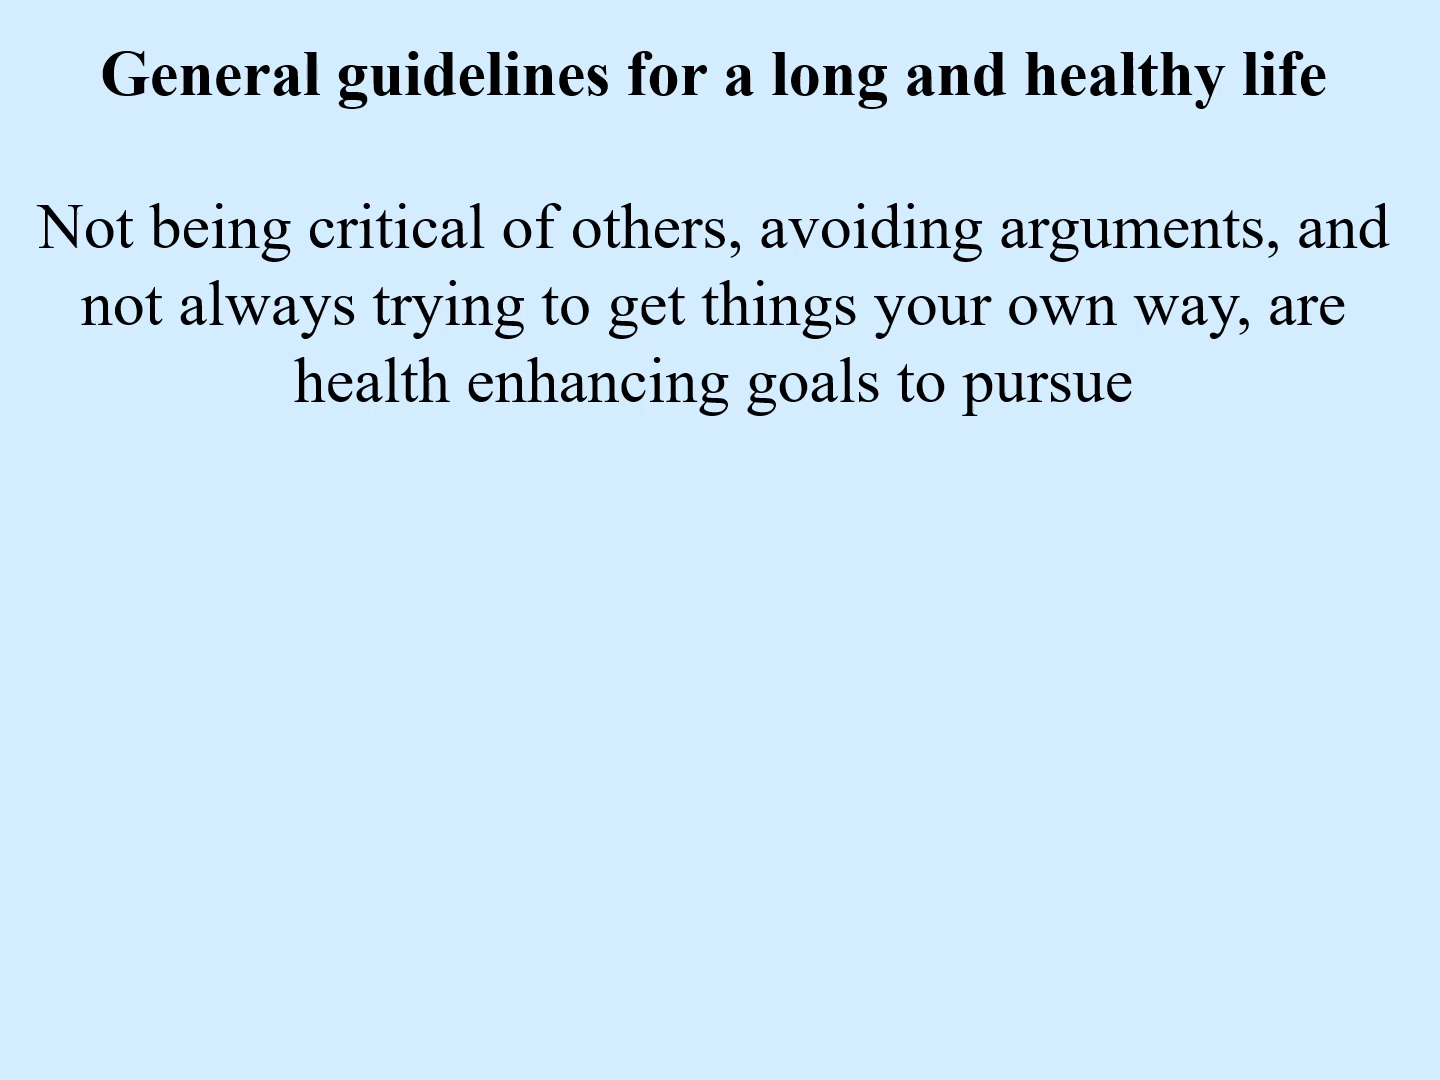 General guidelines for a long and healthy life
Not being critical of others, avoiding arguments, and
not always trying to get things your own way, are
health enhancing goals to pursue